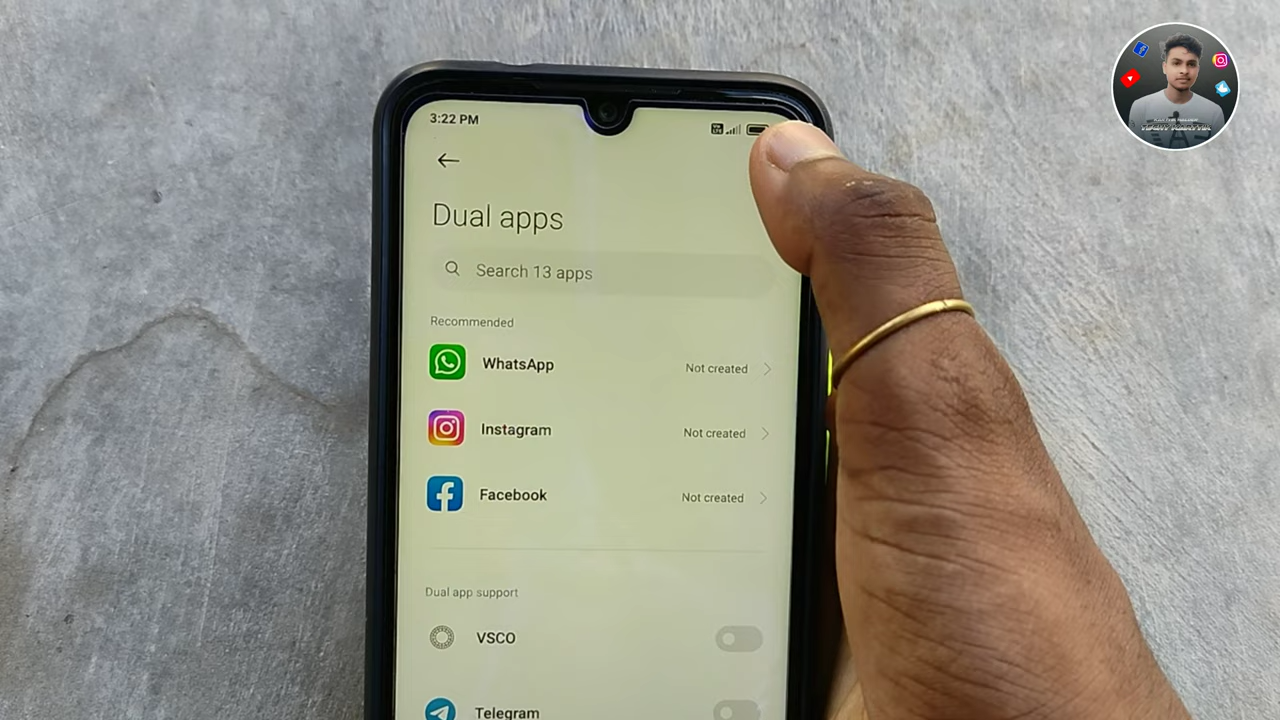 3:22 PM
Dual apps
Search 13 apps
Recommended
WhatsApp
Not created
Instagram
Not created
Facebook
Not created
Dual app support
VSCO
Telegram